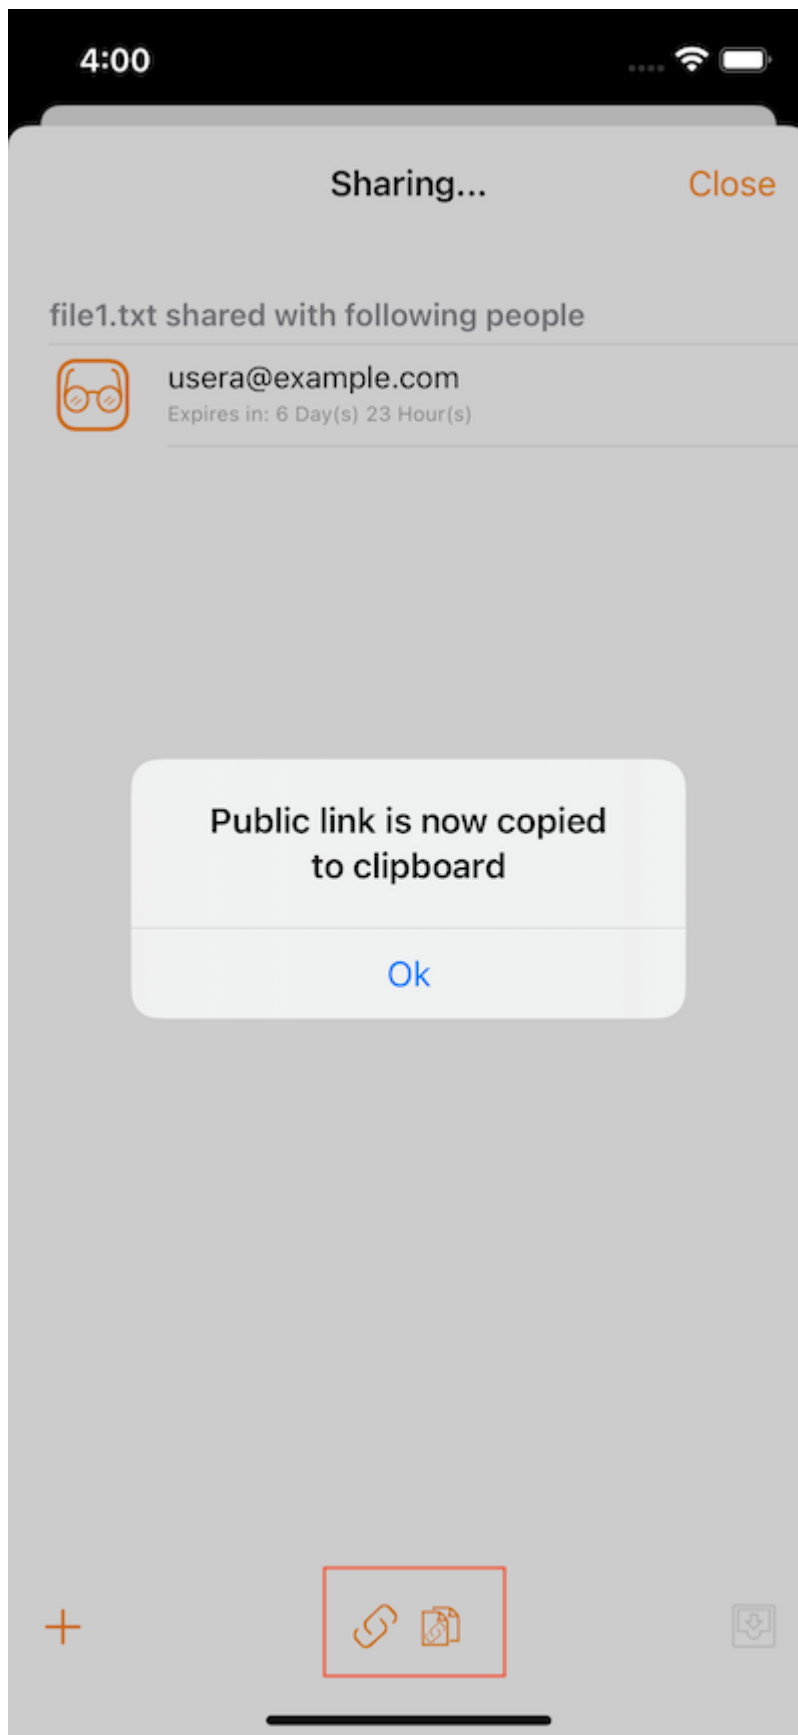 4:00
Sharing...
Close
file1.txt shared with following people
usera@example.com
Expires in: 6 Day(s) 23 Hour(s)
Public link is now copied
to clipboard
Ok